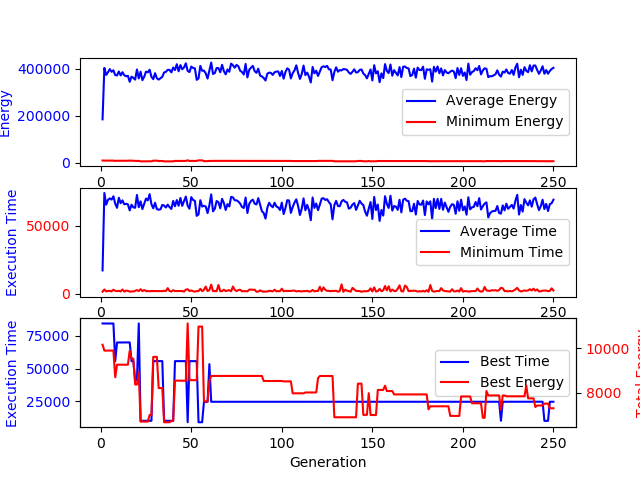 400000
200000
0
Energy
Average Energy
Minimum Energy
0 50 100 150 200 250
50000
0
Execution Time
Average Time
Minimum Time
0 50 100 150 200 250
75000
50000
25000
Execution Time
Best Time
Best Energy
10000
8000
Total Energy
0 50 100 150 200 250
Generation